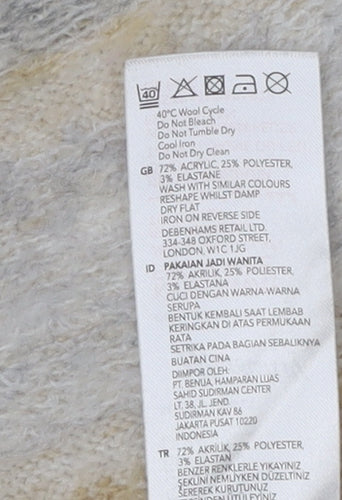 40
40°C Wool Cycle
Do Not Bleach
Do Not Tumble Dry
Cool Iron
Do Not Dry Clean
GB 72% ACRYLIC, 25% POLYESTER,
3% ELASTANE
WASH WITH SIMILAR COLOURS
RESHAPE WHILST DAMP
DRY FLAT
IRON ON REVERSE SIDE
DEBENHAMS RETAIL LTD.
334-348 OXFORD STREET,
LONDON, W1C 1JG
ID PAKAIAN JADI WANITA
72% AKRILIK, 25% POLIESTER,
3% ELASTANA
CUCI DENGAN WARNA-WARNA
SERUPA
BENTUK KEMBALI SAAT LEMBAB
KERINGKAN DI ATAS PERMUKAAN
RATA
SETRIKA PADA BAGIAN SEBALIKNYA
BUATAN CINA
DIIMPOR OLEH:
PT. BENUA, HAMPARAN LUAS
SAHID SUDIRMAN CENTER
LT. 38, JL. JEND.
SUDIRMAN KAV 86
JAKARTA PUSAT 10220
INDONESIA
TR 72% AKRILIK, 25% POLYESTER,
3% ELASTAN
BENZER RENKLERLE YIKAYINIZ
ŞEKLİNİ NEMLİYKEN DÜZELTİNİZ
SEREREK KURUTUNUZ
TERSİNDEN ÜTÜLEYİNİZ